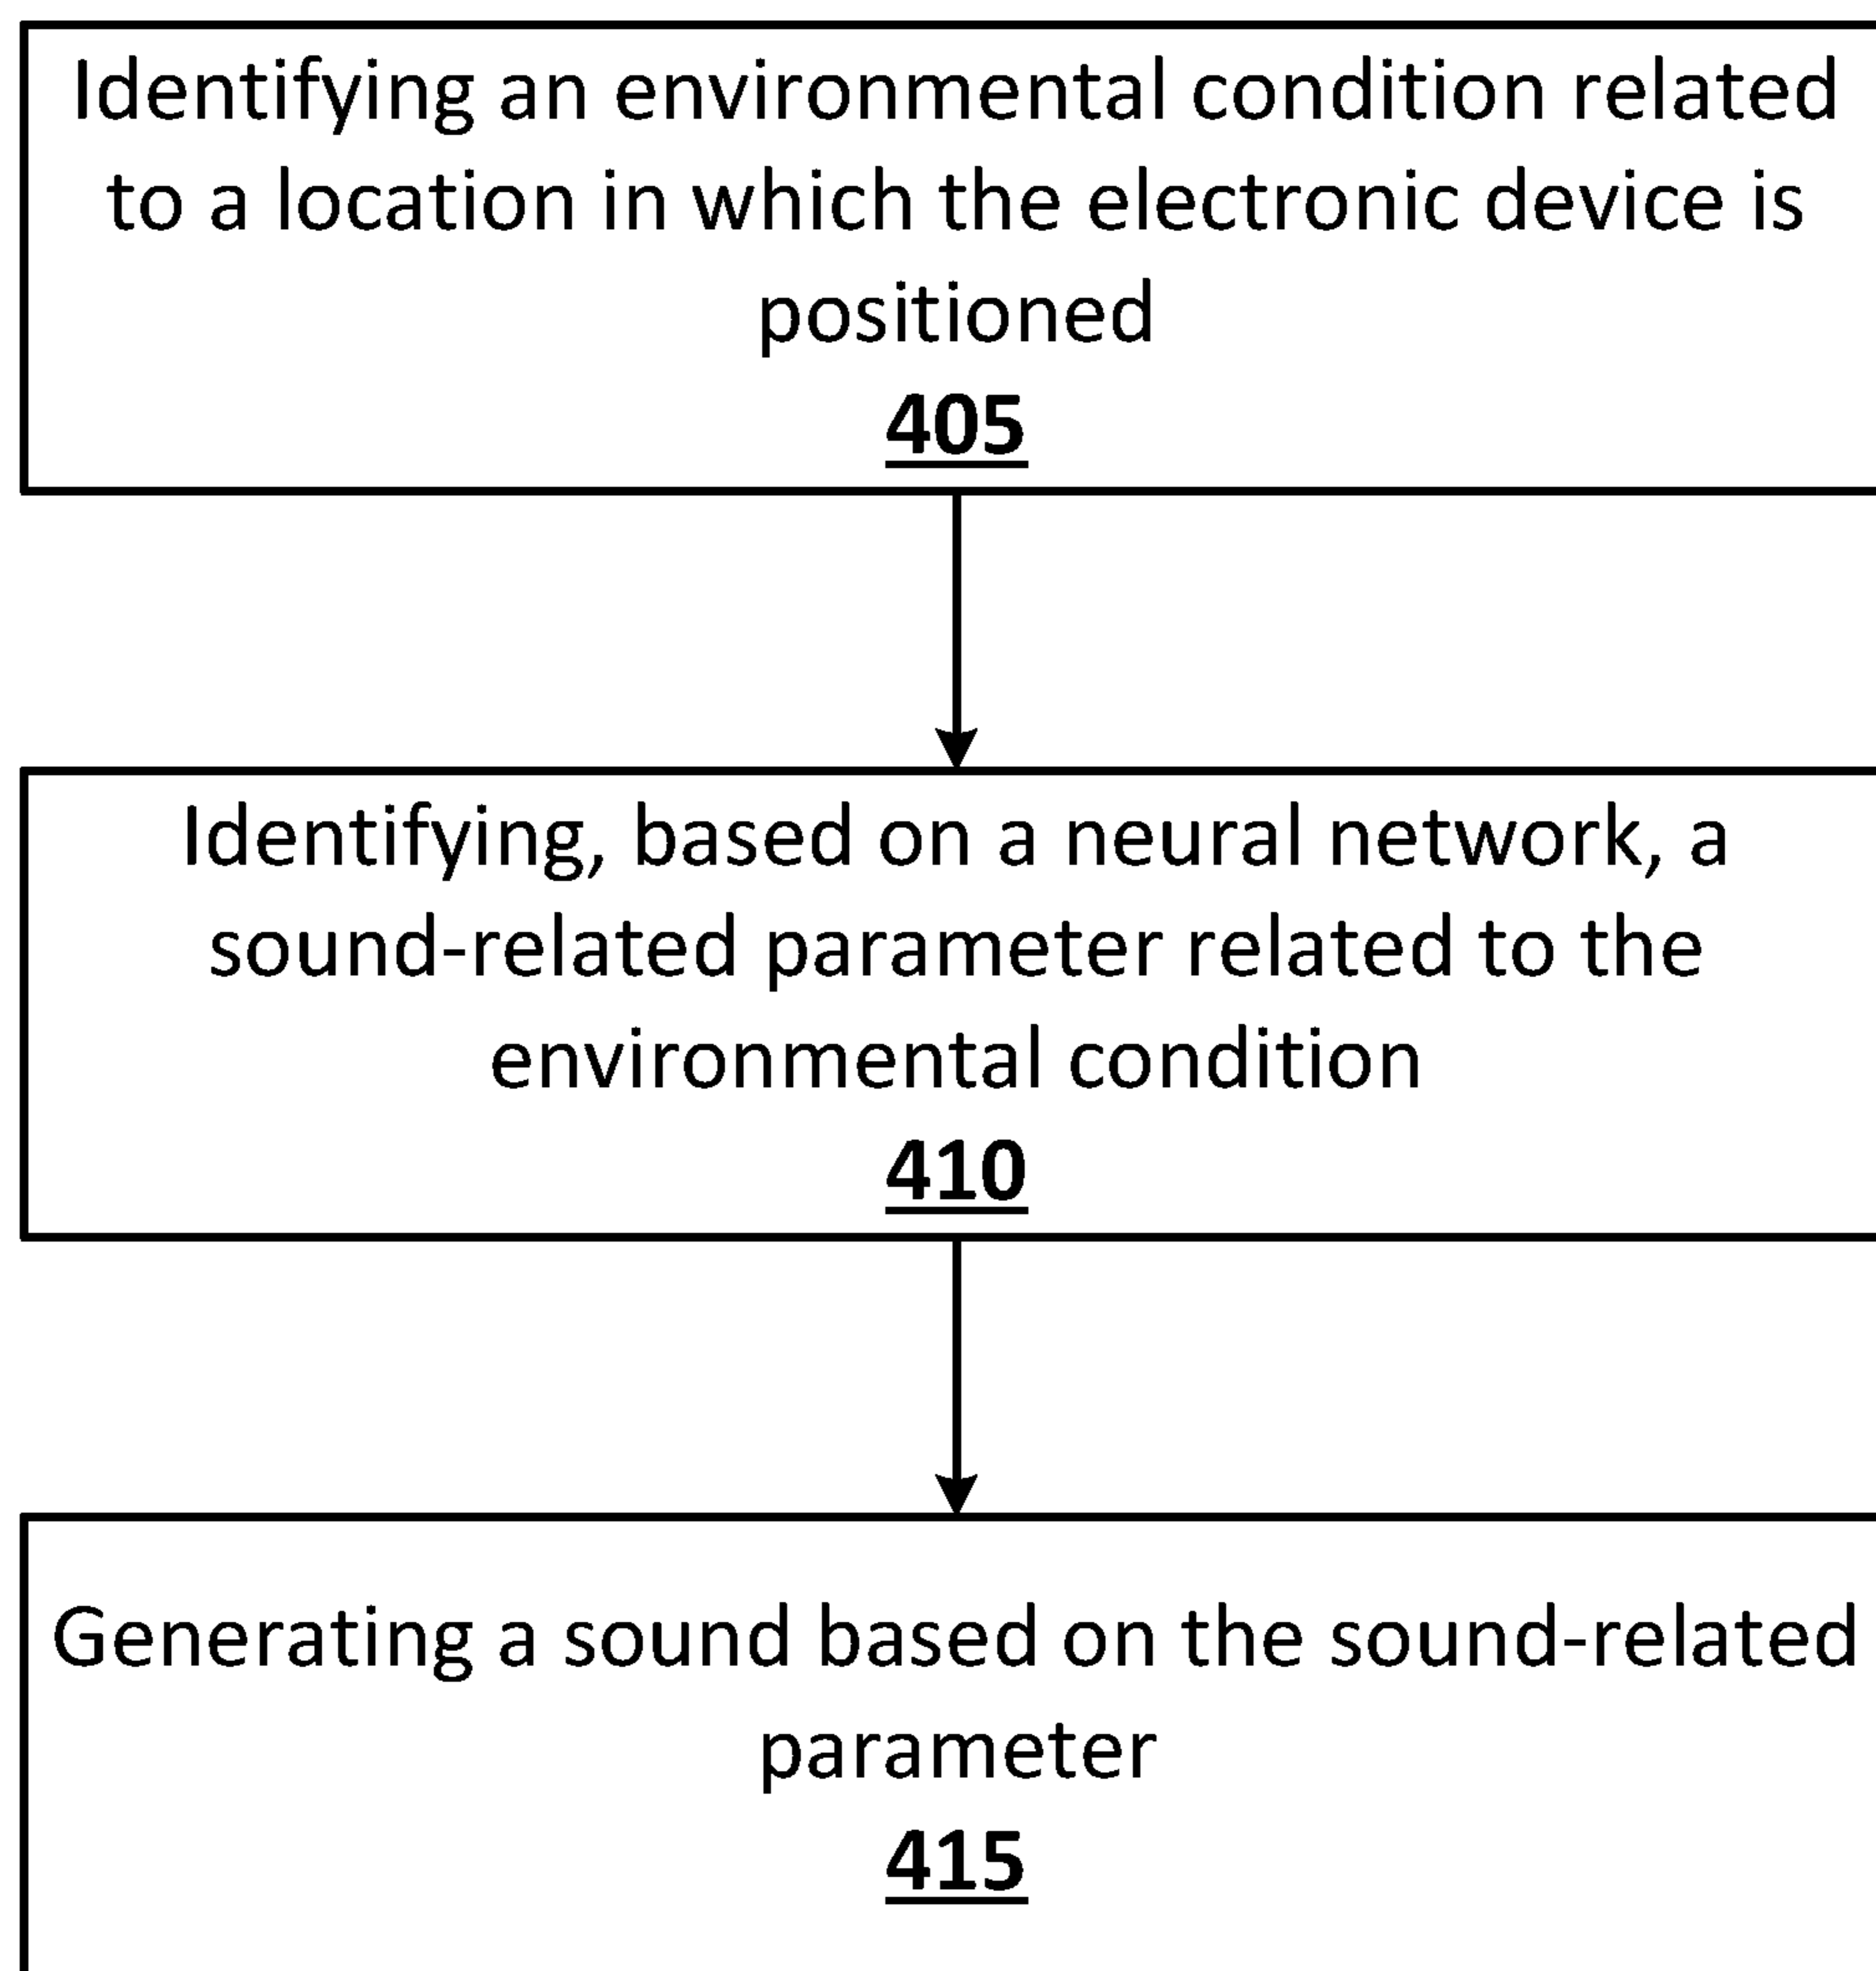 Identifying an environmental condition related
to a location in which the electronic device is
positioned
405
Identifying, based on a neural network, a
sound-related parameter related to the
environmental condition
410
Generating a sound based on the sound-related
parameter
415